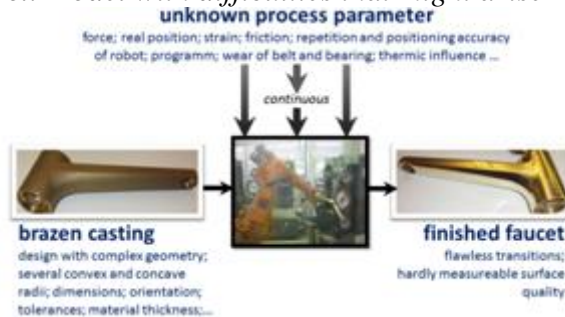 unknown process parameter
force; real position; strain; friction; repetition and positioning accuracy
of robot; programm; wear of belt and bearing; thermic influence ...
continuous
brazen casting
design with complex geometry;
several convex and concave
radii; dimensions; orientation;
tolerances; material thickness;...
finished faucet
flawless transitions;
hardly measureable surface
quality